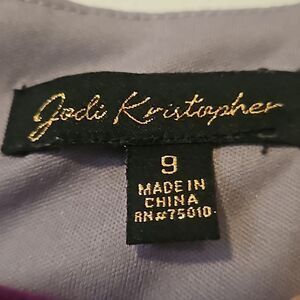 Jodi Kristopher
9
MADE IN
CHINA
RN#75010